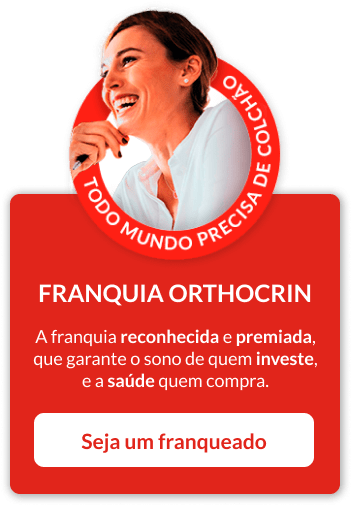 TODO MUNDO PRECISA DE COLCHÃO
FRANQUIA ORTHOCRIN
A franquia reconhecida e premiada,
que garante o sono de quem investe,
e a saúde quem compra.
Seja um franqueado